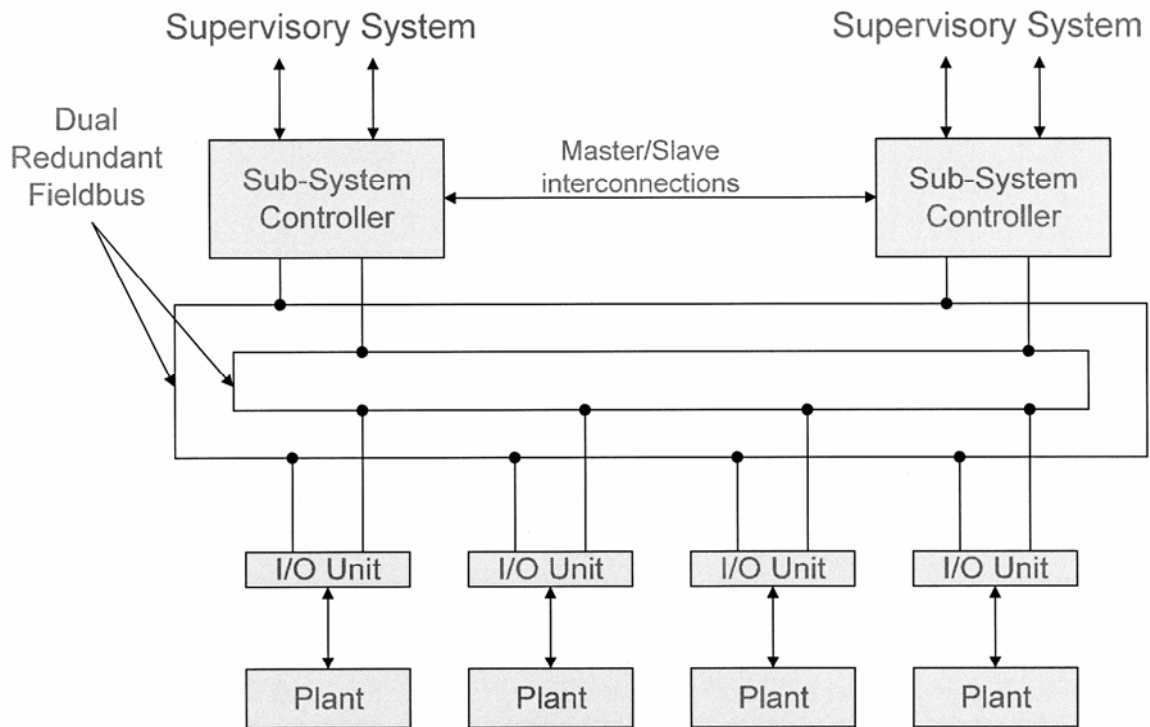 Supervisory System
Supervisory System
Dual
Redundant
Fieldbus
Sub-System
Controller
Master/Slave
interconnections
Sub-System
Controller
I/O Unit
I/O Unit
I/O Unit
I/O Unit
Plant
Plant
Plant
Plant